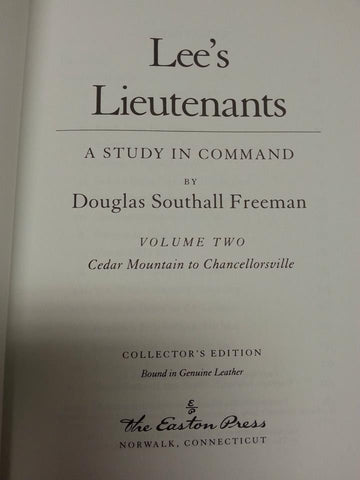 Lee's
Lieutenants
A STUDY IN COMMAND
BY
Douglas Southall Freeman
VOLUME TWO
Cedar Mountain to Chancellorsville
COLLECTOR'S EDITION
Bound in Genuine Leather
E
P
The Easton Press
NORWALK, CONNECTICUT